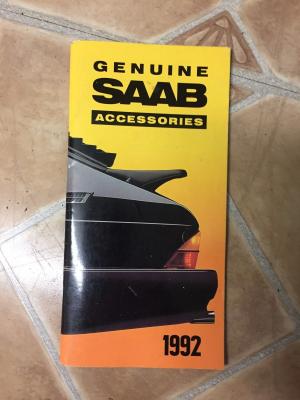 GENUINE
SAAB
ACCESSORIES
1992